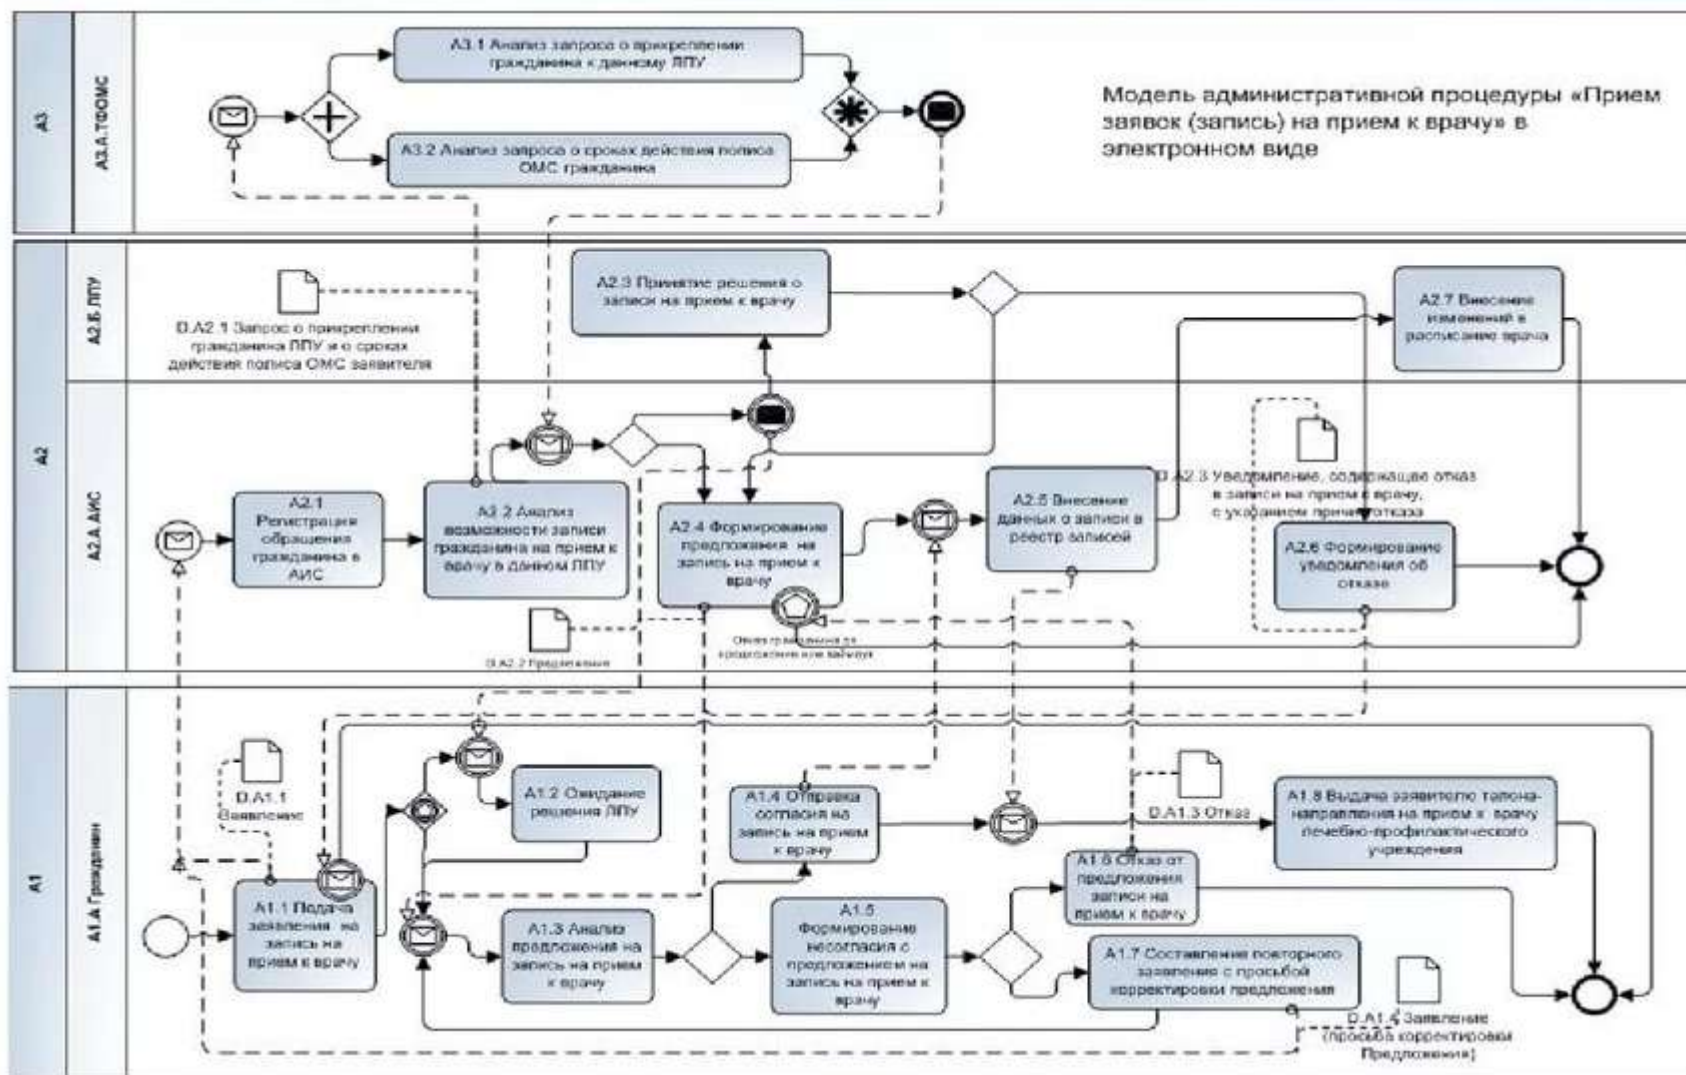 A3
А3.А.ТФОМС
А3.1 Анализ запроса о прикреплении
гражданина к данному ЛПУ
А3.2 Анализ запроса о сроках действия полиса
ОМС гражданина
Модель административной процедуры «Прием
заявок (запись) на прием к врачу» в
электронном виде
A2
А2.Б ЛПУ
D.A2.1 Запрос о прикреплении
гражданина ЛПУ и о сроках
действия полиса ОМС заявителя
А2.3 Принятие решения о
записи на прием к врачу
А2.7 Внесение
изменений в
расписание врача
А2.А АИС
А2.1
Регистрация
обращения
гражданина в
АИС
А2.2 Анализ
возможности записи
гражданина на прием к
врачу в данном ЛПУ
А2.4 Формирование
предложения на
запись на прием к
врачу
А2.5 Внесение
данных о записи в
реестр записей
D.A2.3 Уведомление, содержащее отказ
в записи на прием к врачу,
с указанием причин отказа
А2.6 Формирование
уведомления об
отказе
D.A2.2 Предложение
Отказ гражданина от
предложения или таймаут
A1
А1.А Гражданин
D.A1.1
Заявление
А1.1 Подача
заявления на
запись на
прием к врачу
А1.2 Ожидание
решения ЛПУ
А1.3 Анализ
предложения на
запись на прием
к врачу
А1.4 Отправка
согласия на
запись на прием
к врачу
А1.5
Формирование
несогласия с
предложением на
запись на прием к
врачу
D.A1.3 Отказ
А1.6 Отказ от
предложения
записи на
прием к врачу
А1.7 Составление повторного
заявления с просьбой
корректировки предложения
А1.8 Выдача заявителю талона-
направления на прием к врачу
лечебно-профилактического
учреждения
D.A1.4 Заявление
(просьба корректировки
Предложения)